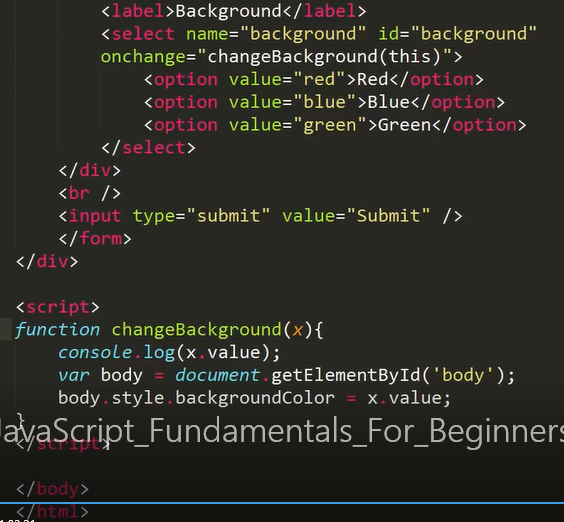 <label>Background</label>
<select name="background" id="background"
onchange="changeBackground(this)">
<option value="red">Red</option>
<option value="blue">Blue</option>
<option value="green">Green</option>
</select>
</div>
<br />
<input type="submit" value="Submit" />
</form>
</div>
<script>
function changeBackground(x){
console.log(x.value);
var body = document.getElementById('body');
body.style.backgroundColor = x.value;
}
JavaScript_Fundamentals_For_Beginners
</script>
</body>
</html>